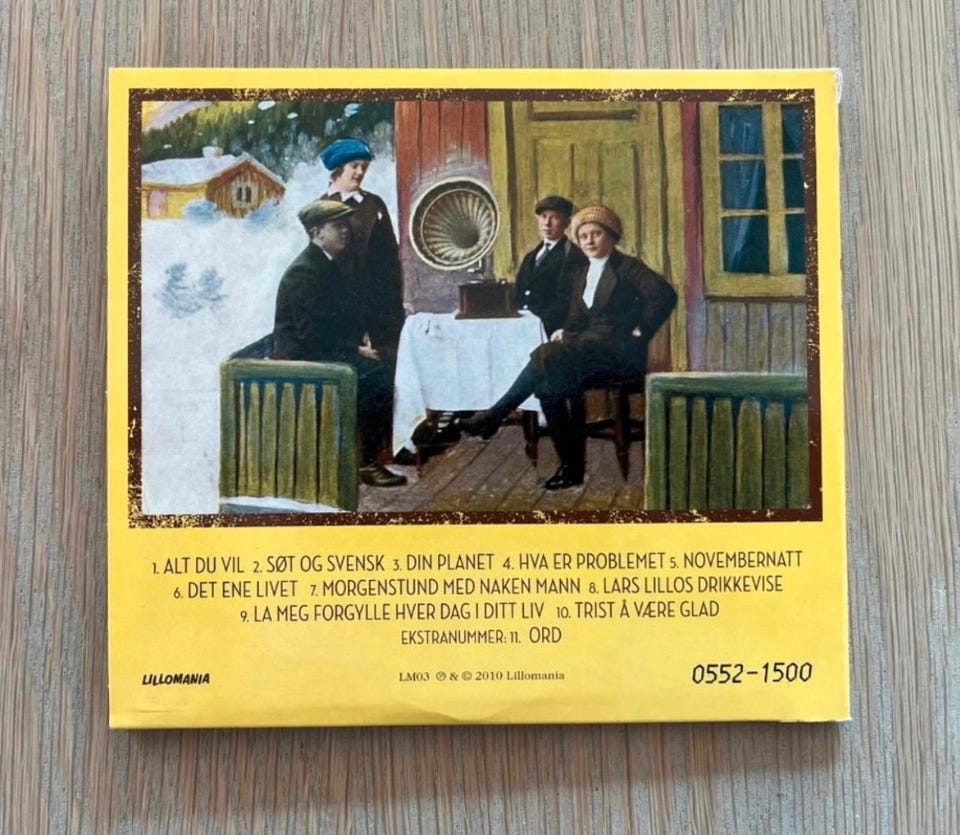 1. ALT DU VIL 2. SØT OG SVENSK 3. DIN PLANET 4. HVA ER PROBLEMET 5. NOVEMBERNATT
6. DET ENE LIVET 7. MORGENSTUND MED NAKEN MANN 8. LARS LILLOS DRIKKEVISE
9. LA MEG FORGYLLE HVER DAG I DITT LIV 10. TRIST Å VÆRE GLAD
EKSTRANUMMER: 11. ORD
LILLOMANIA
LM03 ℗ & © 2010 Lillomania
0552-1500